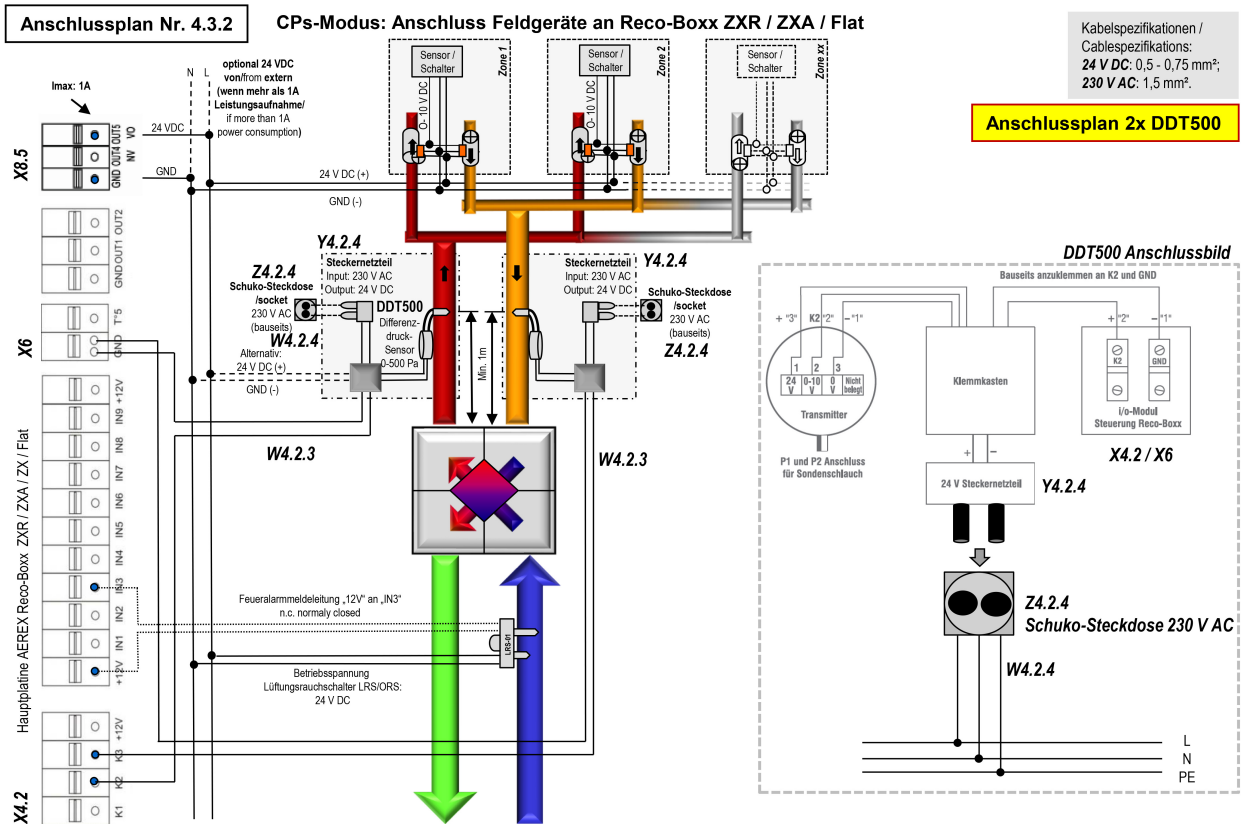 Anschlussplan Nr. 4.3.2
CPs-Modus: Anschluss Feldgeräte an Reco-Boxx ZXR / ZXA / Flat
Kabelspezifikationen /
Cablespezifikations:
24 V DC: 0,5 - 0,75 mm²;
230 V AC: 1,5 mm².
Anschlussplan 2x DDT500
Imax: 1A
N L
optional 24 VDC
von/from extern
(wenn mehr als 1A
Leistungsaufnahme/
if more than 1A
power consumption)
Sensor /
Schalter
Zone 1
0- 10 V DC
Sensor /
Schalter
Zone 2
0- 10 V DC
Sensor /
Schalter
Zone xx
X8.5
OUT5
VO
OUT4
NV
GND
24 VDC
GND
24 V DC (+)
GND (-)
OUT2
OUT1
GND
X6
T°5
GND
Y4.2.4
Steckernetzteil
Input: 230 V AC
Output: 24 V DC
Z4.2.4
Schuko-Steckdose
/socket
230 V AC
(bauseits)
W4.2.4
DDT500
Differenz-
druck-
Sensor
0-500 Pa
Alternativ:
24 V DC (+)
GND (-)
Min. 1m
Steckernetzteil
Input: 230 V AC
Output: 24 V DC
Y4.2.4
Schuko-Steckdose
/socket
230 V AC
(bauseits)
Z4.2.4
W4.2.3
W4.2.3
Hauptplatine AEREX Reco-Boxx ZXR / ZXA / ZX / Flat
+12V
IN9
IN8
IN7
IN6
IN5
IN4
IN3
IN2
IN1
+12V
Feueralarmmeldeleitung „12V“ an „IN3“
n.c. normaly closed
LRS-01
Betriebsspannung
Lüftungsrauchschalter LRS/ORS:
24 V DC
X4.2
+12V
K3
K2
K1
DDT500 Anschlussbild
Bauseits anzuklemmen an K2 und GND
+ "3" K2 "2" – "1"
1 2 3
24 V
0-10 V
0 V
Nicht belegt
Transmitter
P1 und P2 Anschluss
für Sondenschlauch
Klemmkasten
+ "2" – "1"
K2
GND
i/o-Modul
Steuerung Reco-Boxx
X4.2 / X6
+ –
24 V Steckernetzteil
Y4.2.4
Z4.2.4
Schuko-Steckdose 230 V AC
W4.2.4
L
N
PE